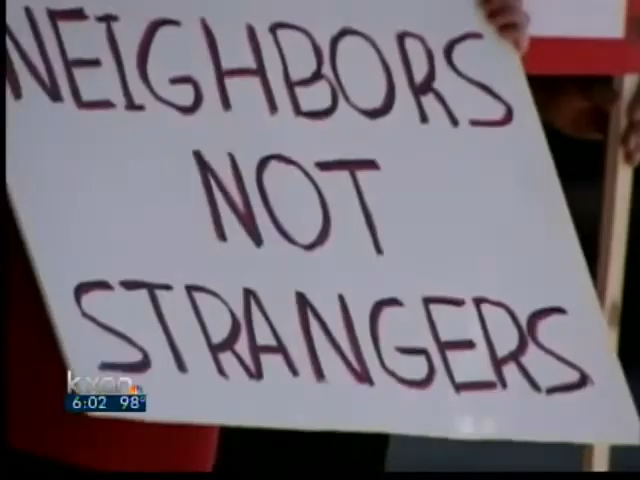 NEIGHBORS
NOT
STRANGERS
kxan
6:02 98°